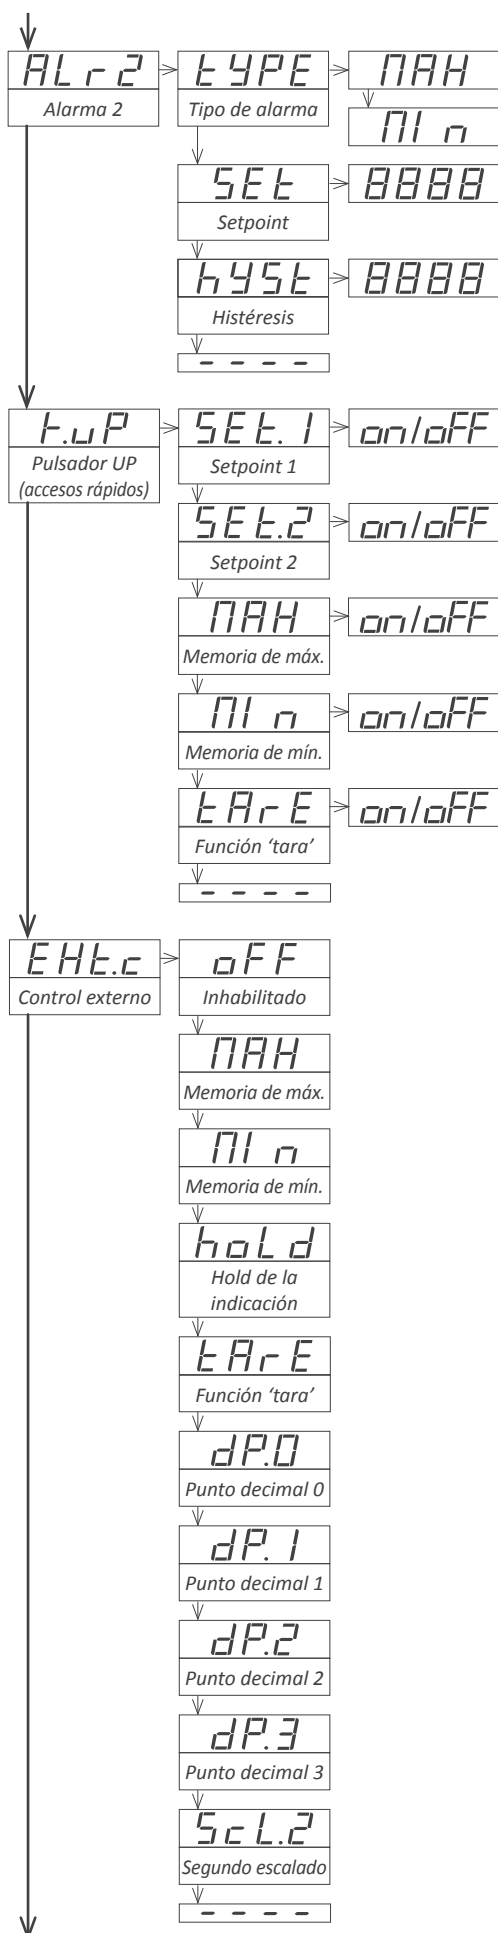 ALr2 tYPE MAX
Alarma 2 Tipo de alarma
MIn
SEt 8888
Setpoint
hYSt 8888
Histéresis
- - - -
K.uP SEt.1 on/oFF
Pulsador UP Setpoint 1
(accesos rápidos)
SEt.2 on/oFF
Setpoint 2
MAX on/oFF
Memoria de máx.
MIn on/oFF
Memoria de mín.
tArE on/oFF
Función ‘tara’
- - - -
EXt.c oFF
Control externo Inhabilitado
MAX
Memoria de máx.
MIn
Memoria de mín.
hoLd
Hold de la
indicación
tArE
Función ‘tara’
dP.0
Punto decimal 0
dP.1
Punto decimal 1
dP.2
Punto decimal 2
dP.3
Punto decimal 3
ScL.2
Segundo escalado
- - - -